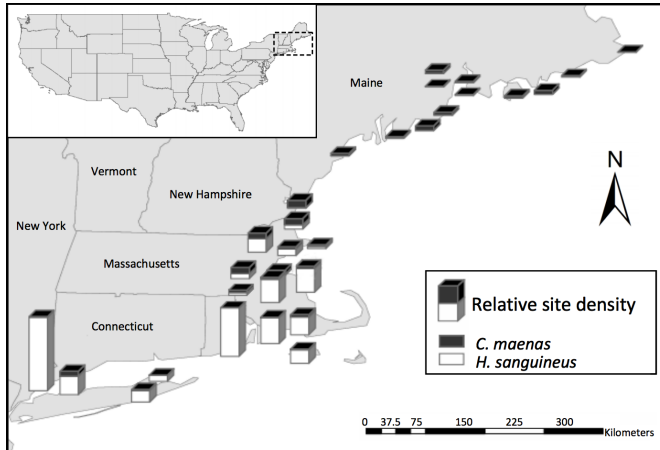 Maine
Vermont
New Hampshire
New York
Massachusetts
Connecticut
N
Relative site density
C. maenas
H. sanguineus
0 37.5 75 150 225 300
Kilometers